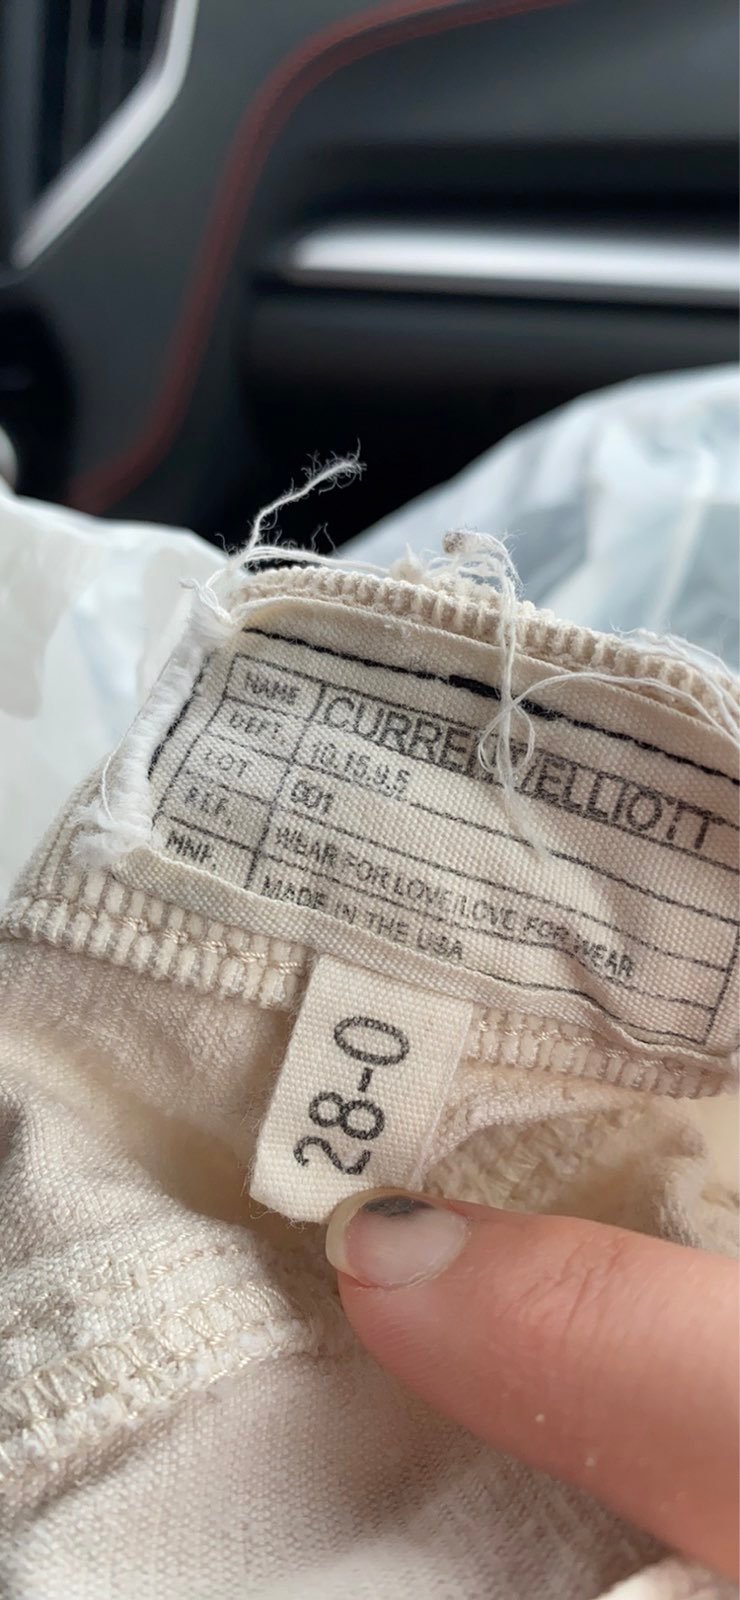 NAME CURRENT/ELLIOTT
DEPT. 10.15.9.5
LOT 001
REF. WEAR FOR LOVE/LOVE FOR WEAR
MNF. MADE IN THE USA
28-0